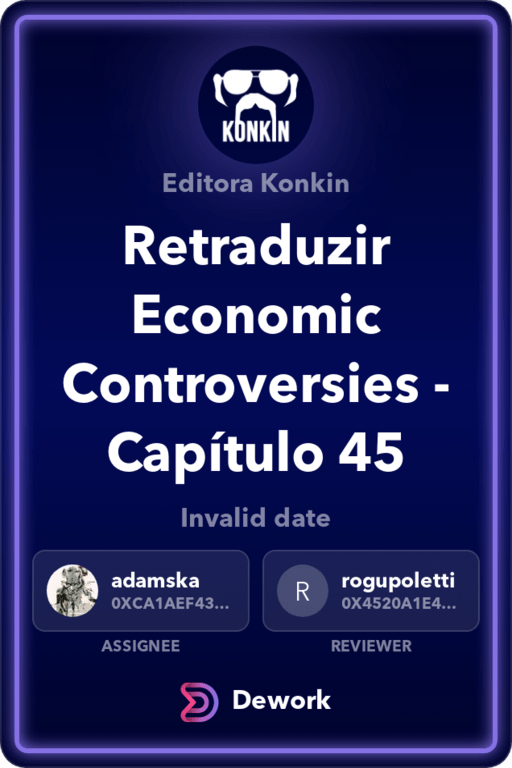 KONKIN
Editora Konkin
Retraduzir
Economic
Controversies -
Capítulo 45
Invalid date
adamska
0XCA1AEF43...
R
rogupoletti
0X4520A1E4...
ASSIGNEE
REVIEWER
Dework